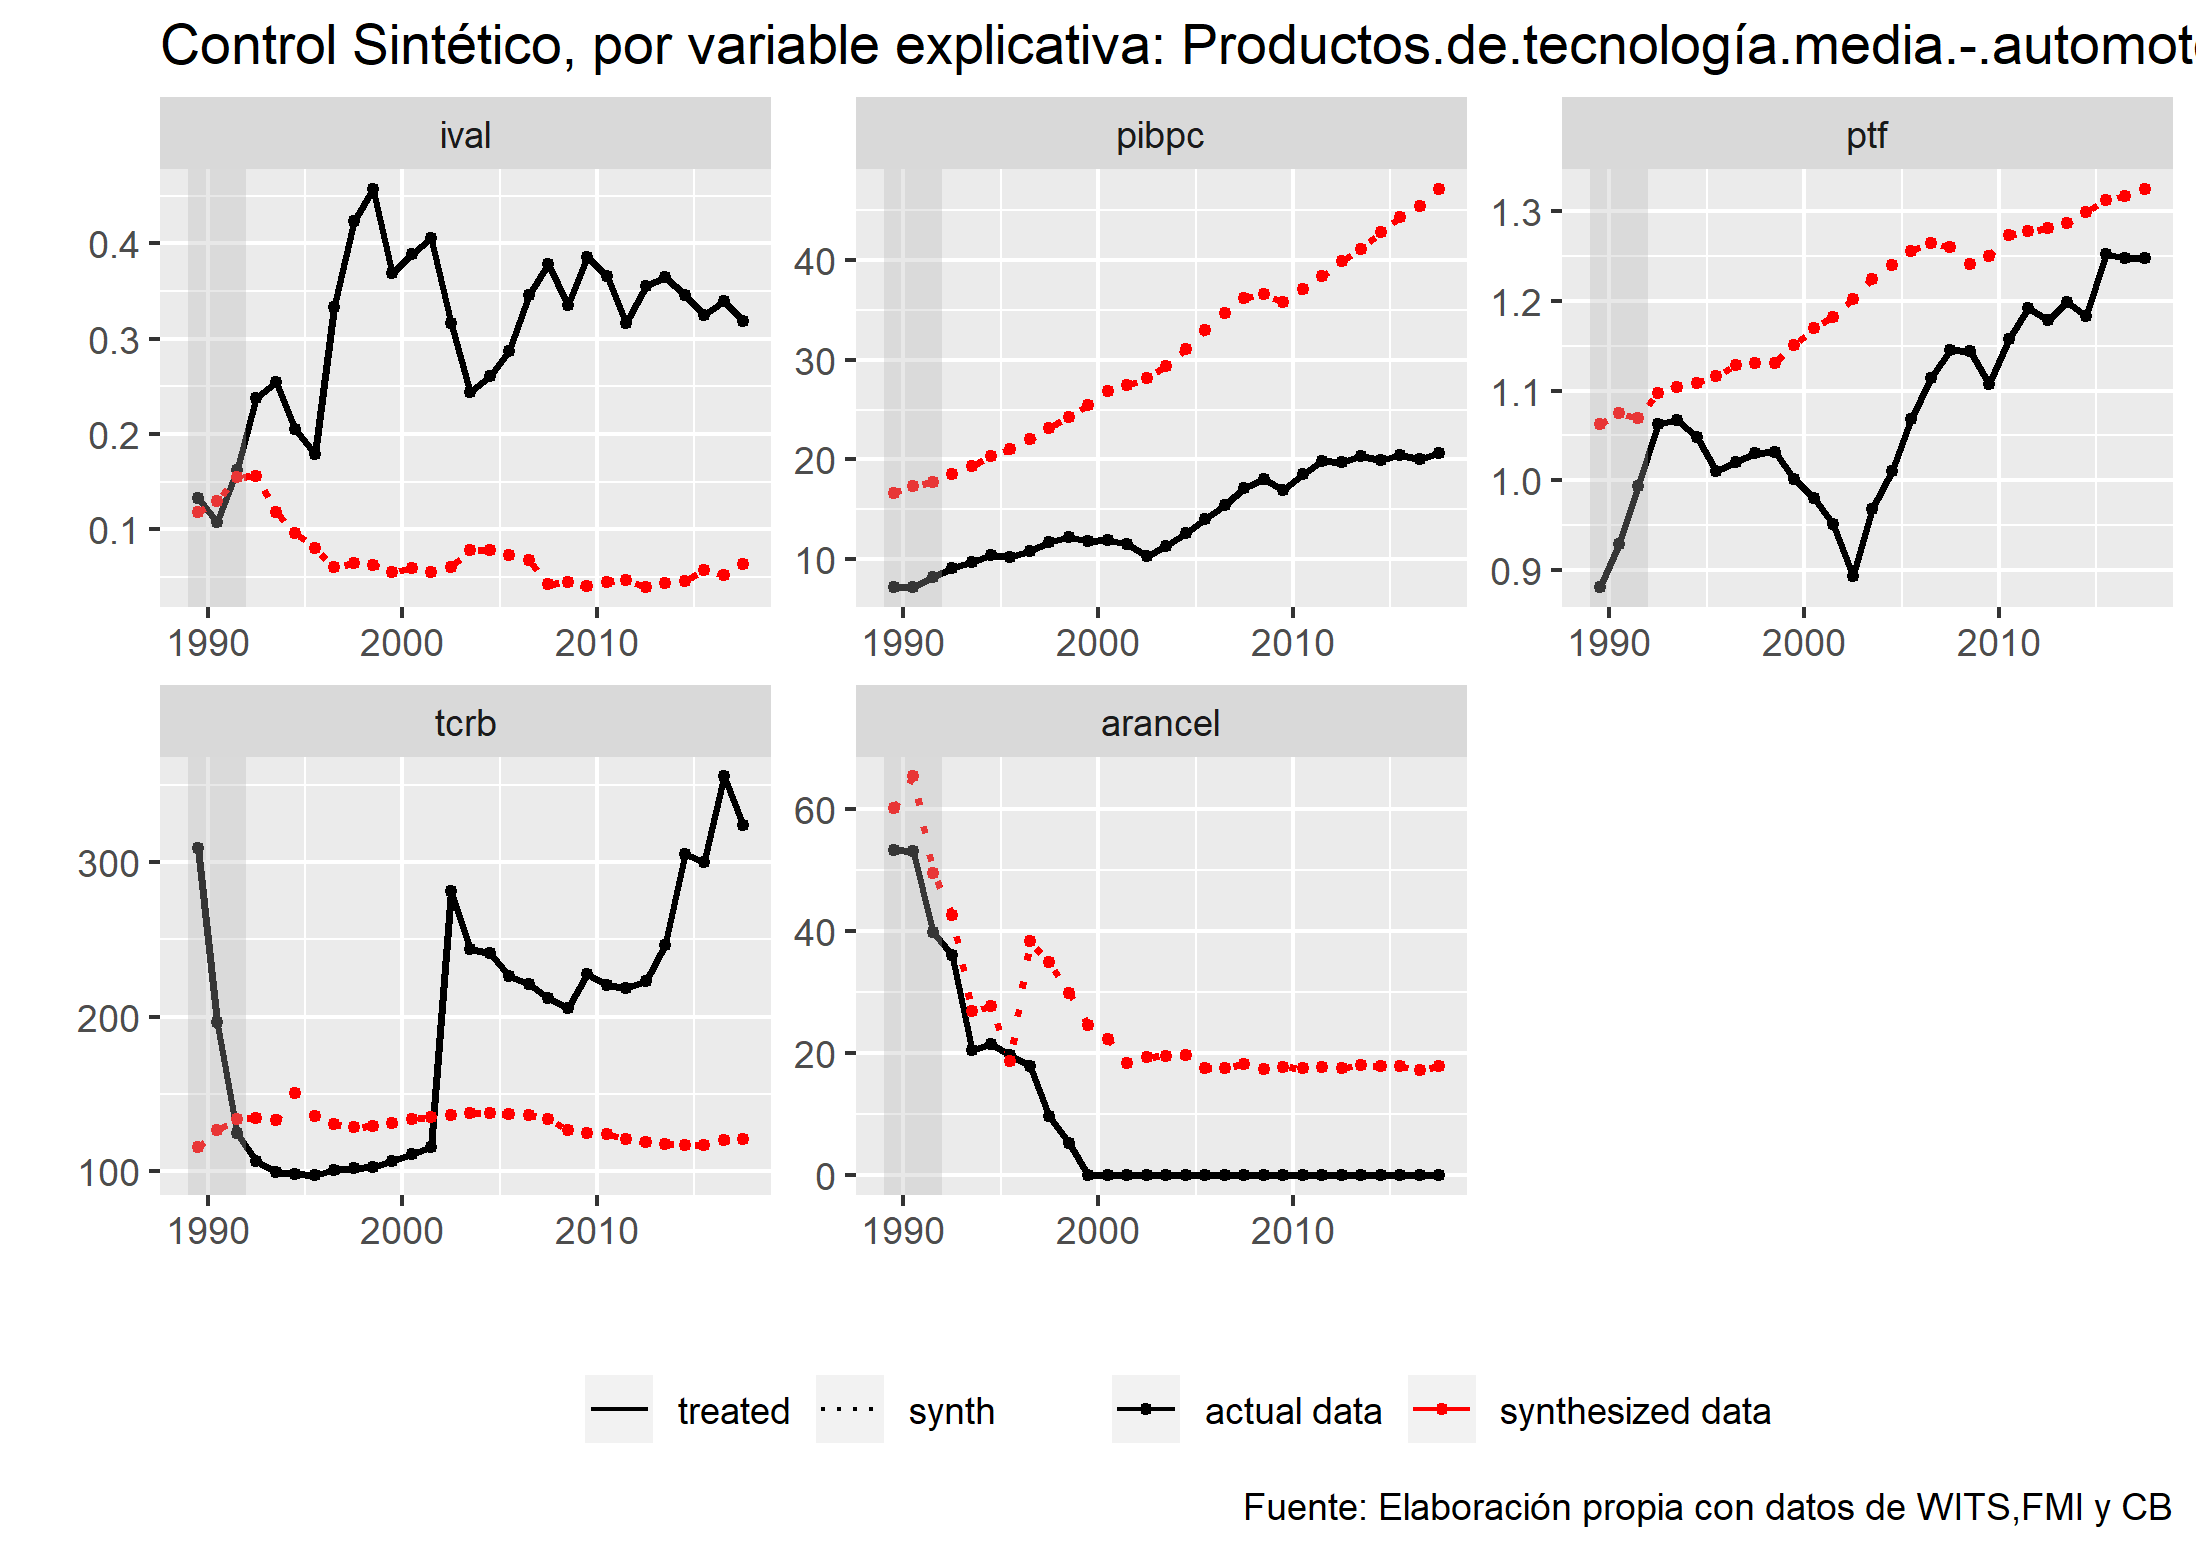 Control Sintético, por variable explicativa: Productos.de.tecnología.media.-.automot
ival
pibpc
ptf
0.4
0.3
0.2
0.1
1990 2000 2010
40
30
20
10
1990 2000 2010
1.3
1.2
1.1
1.0
0.9
1990 2000 2010
tcrb
arancel
300
200
100
1990 2000 2010
60
40
20
0
1990 2000 2010
treated synth actual data synthesized data
Fuente: Elaboración propia con datos de WITS,FMI y CB